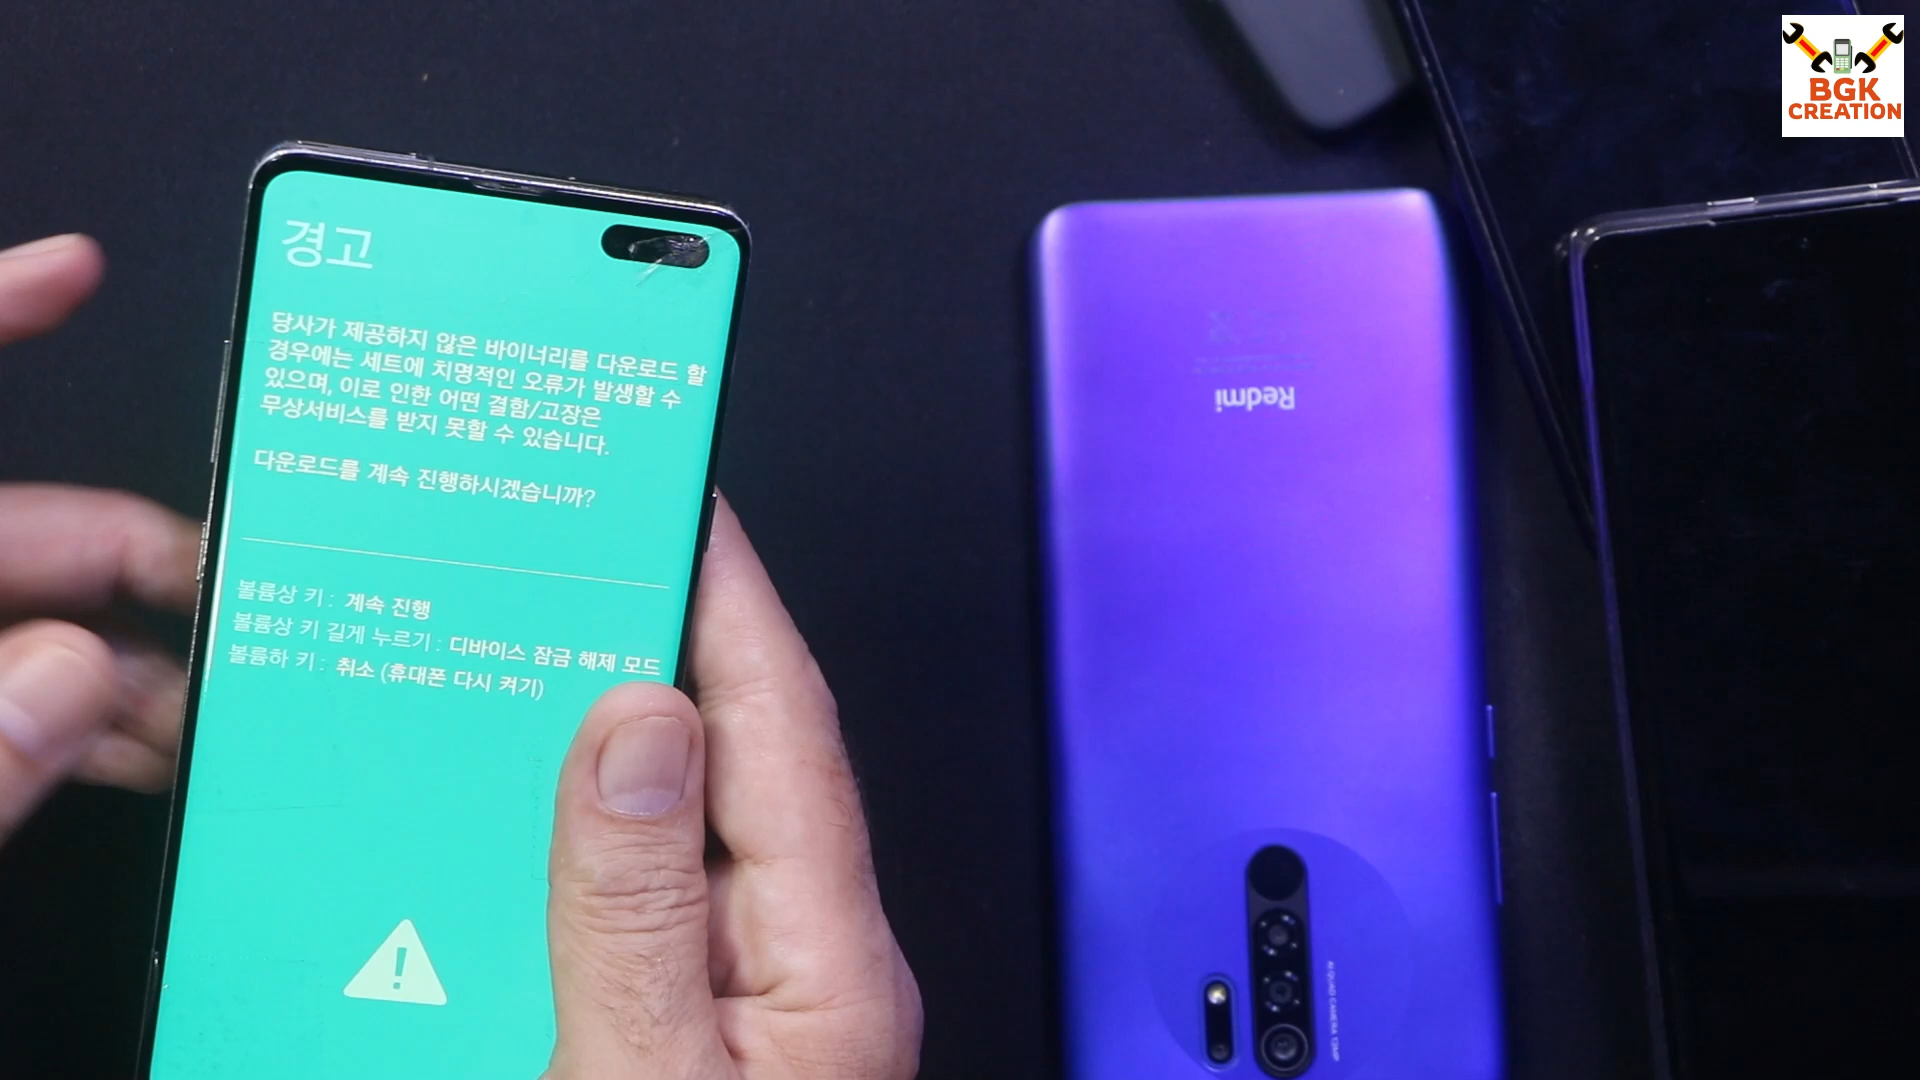 경고
당사가 제공하지 않은 바이너리를 다운로드 할
경우에는 세트에 치명적인 오류가 발생할 수
있으며, 이로 인한 어떤 결함/고장은
무상서비스를 받지 못할 수 있습니다.
다운로드를 계속 진행하시겠습니까?
볼륨상 키 : 계속 진행
볼륨상 키 길게 누르기 : 디바이스 잠금 해제 모드
볼륨하 키 : 취소 (휴대폰 다시 켜기)
Redmi
AI QUAD CAMERA
BGK
CREATION